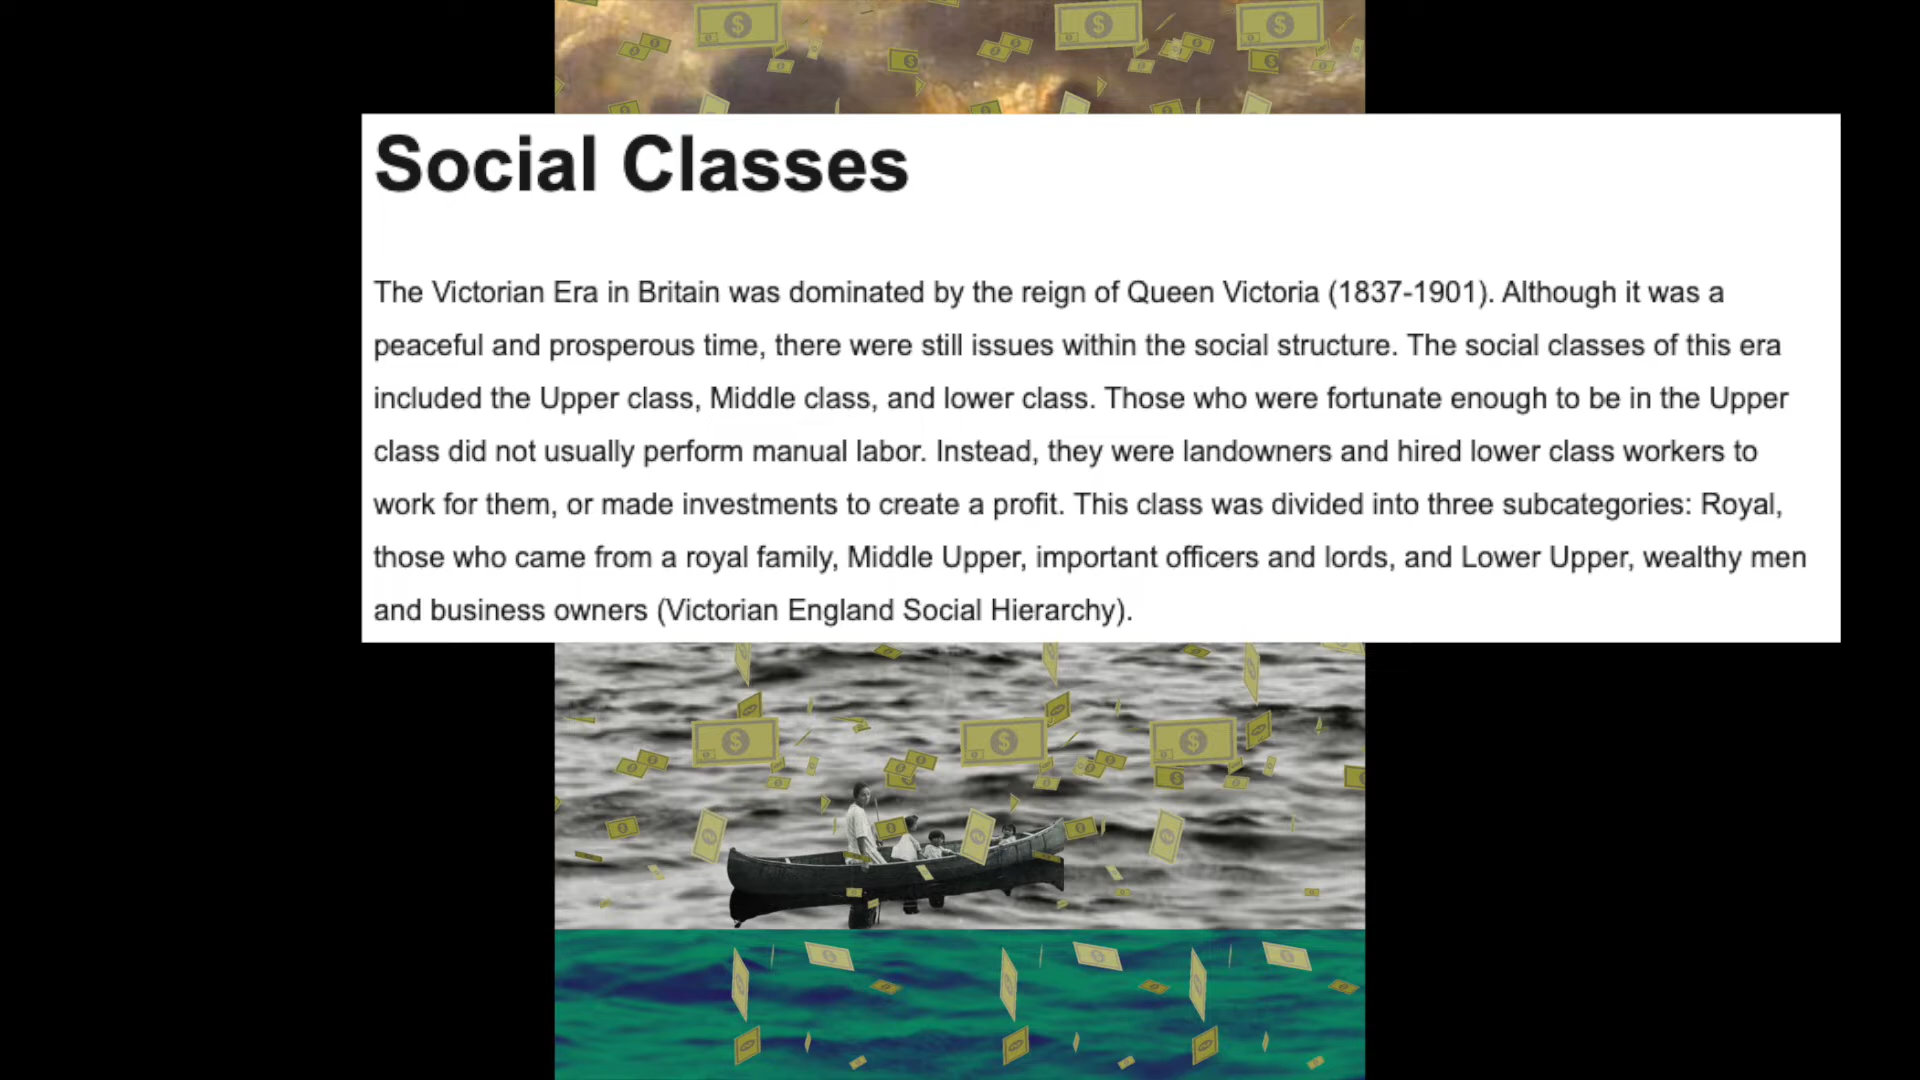 Social Classes
The Victorian Era in Britain was dominated by the reign of Queen Victoria (1837-1901). Although it was a
peaceful and prosperous time, there were still issues within the social structure. The social classes of this era
included the Upper class, Middle class, and lower class. Those who were fortunate enough to be in the Upper
class did not usually perform manual labor. Instead, they were landowners and hired lower class workers to
work for them, or made investments to create a profit. This class was divided into three subcategories: Royal,
those who came from a royal family, Middle Upper, important officers and lords, and Lower Upper, wealthy men
and business owners (Victorian England Social Hierarchy).